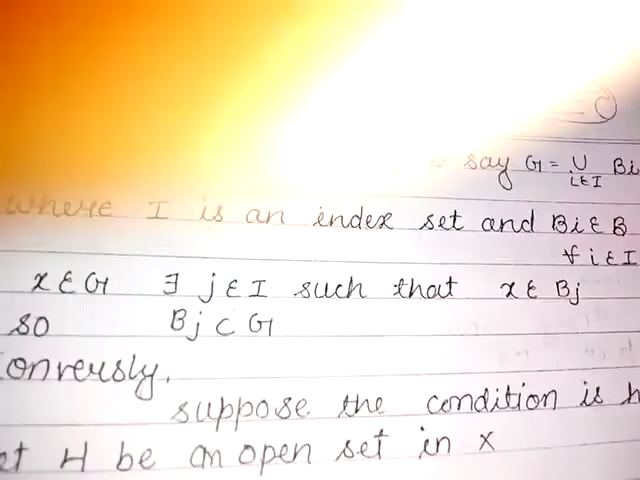 say G = ∪ i∈I Bi
where I is an index set and Bi ∈ B
∀ i ∈ I
x ∈ G ∃ j ∈ I such that x ∈ Bj
so Bj ⊂ G
onversly,
suppose the condition is h
et H be an open set in X